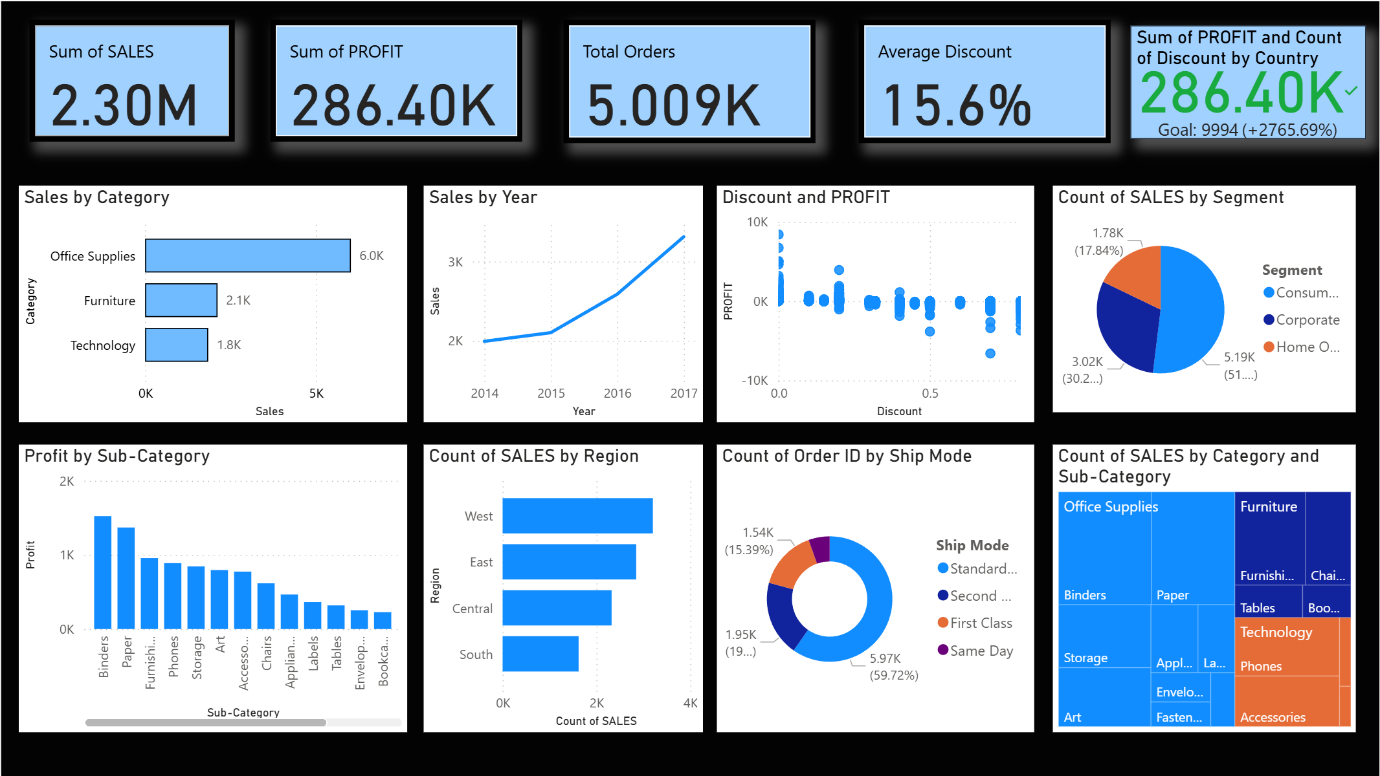 Sum of SALES
2.30M
Sum of PROFIT
286.40K
Total Orders
5.009K
Average Discount
15.6%
Sum of PROFIT and Count
of Discount by Country
286.40K
Goal: 9994 (+2765.69%)
Sales by Category
Category
Office Supplies
6.0K
Furniture
2.1K
Technology
1.8K
0K
5K
Sales
Sales by Year
Sales
3K
2K
2014
2015
2016
2017
Year
Discount and PROFIT
PROFIT
10K
0K
-10K
0.0
0.5
Discount
Count of SALES by Segment
1.78K
(17.84%)
3.02K
(30.2...)
5.19K
(51....)
Segment
Consum...
Corporate
Home O...
Profit by Sub-Category
Profit
2K
1K
0K
Binders
Paper
Furnishi...
Phones
Storage
Art
Accesso...
Chairs
Applian...
Labels
Tables
Envelop...
Bookca...
Sub-Category
Count of SALES by Region
Region
West
East
Central
South
0K
2K
4K
Count of SALES
Count of Order ID by Ship Mode
1.54K
(15.39%)
1.95K
(19...)
5.97K
(59.72%)
Ship Mode
Standard...
Second ...
First Class
Same Day
Count of SALES by Category and
Sub-Category
Office Supplies
Binders
Paper
Storage
Appl...
La...
Envelo...
Art
Fasten...
Furniture
Furnishi...
Chai...
Tables
Boo...
Technology
Phones
Accessories